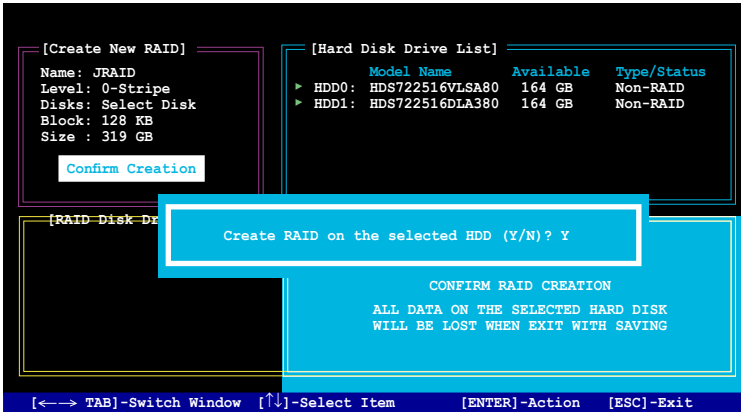 [Create New RAID]
Name: JRAID
Level: 0-Stripe
Disks: Select Disk
Block: 128 KB
Size : 319 GB
Confirm Creation
[Hard Disk Drive List]
Model Name Available Type/Status
HDD0: HDS722516VLSA80 164 GB Non-RAID
HDD1: HDS722516DLA380 164 GB Non-RAID
[RAID Disk Dr
Create RAID on the selected HDD (Y/N)? Y
CONFIRM RAID CREATION
ALL DATA ON THE SELECTED HARD DISK
WILL BE LOST WHEN EXIT WITH SAVING
[←→ TAB]-Switch Window [↑↓]-Select Item [ENTER]-Action [ESC]-Exit